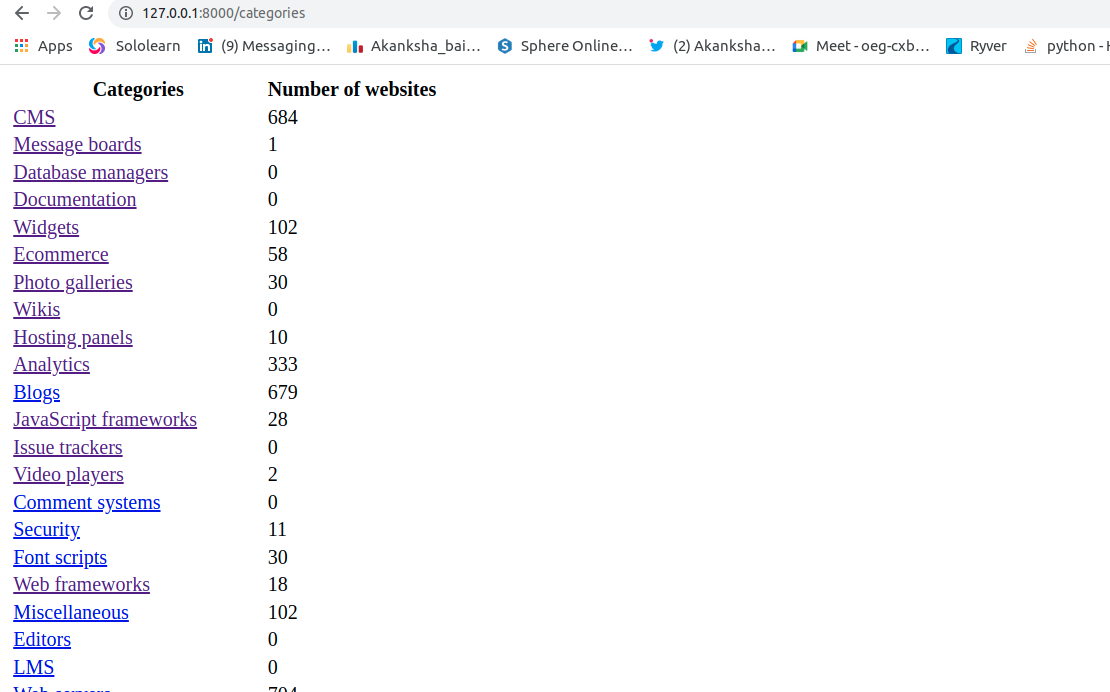 127.0.0.1:8000/categories
Apps Sololearn (9) Messaging... Akanksha_bai... Sphere Online... (2) Akanksha... Meet - oeg-cxb... Ryver python - H
Categories Number of websites
CMS 684
Message boards 1
Database managers 0
Documentation 0
Widgets 102
Ecommerce 58
Photo galleries 30
Wikis 0
Hosting panels 10
Analytics 333
Blogs 679
JavaScript frameworks 28
Issue trackers 0
Video players 2
Comment systems 0
Security 11
Font scripts 30
Web frameworks 18
Miscellaneous 102
Editors 0
LMS 0
Web servers 704